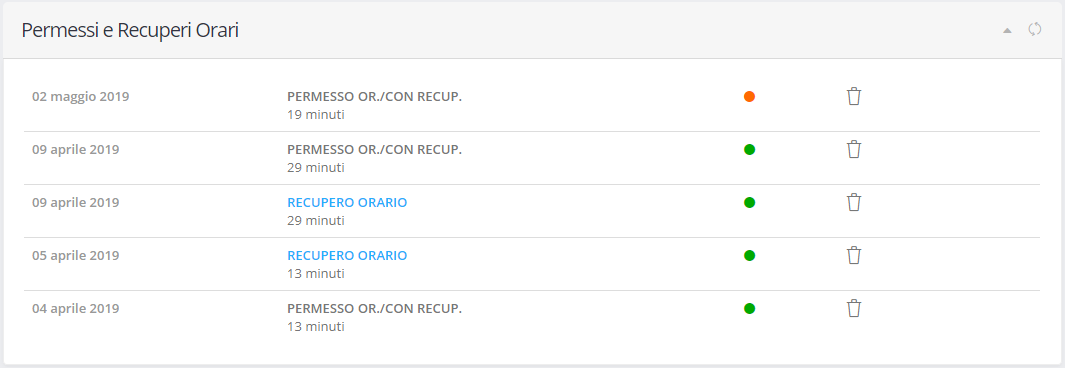 Permessi e Recuperi Orari
02 maggio 2019
PERMESSO OR./CON RECUP.
19 minuti
09 aprile 2019
PERMESSO OR./CON RECUP.
29 minuti
09 aprile 2019
RECUPERO ORARIO
29 minuti
05 aprile 2019
RECUPERO ORARIO
13 minuti
04 aprile 2019
PERMESSO OR./CON RECUP.
13 minuti